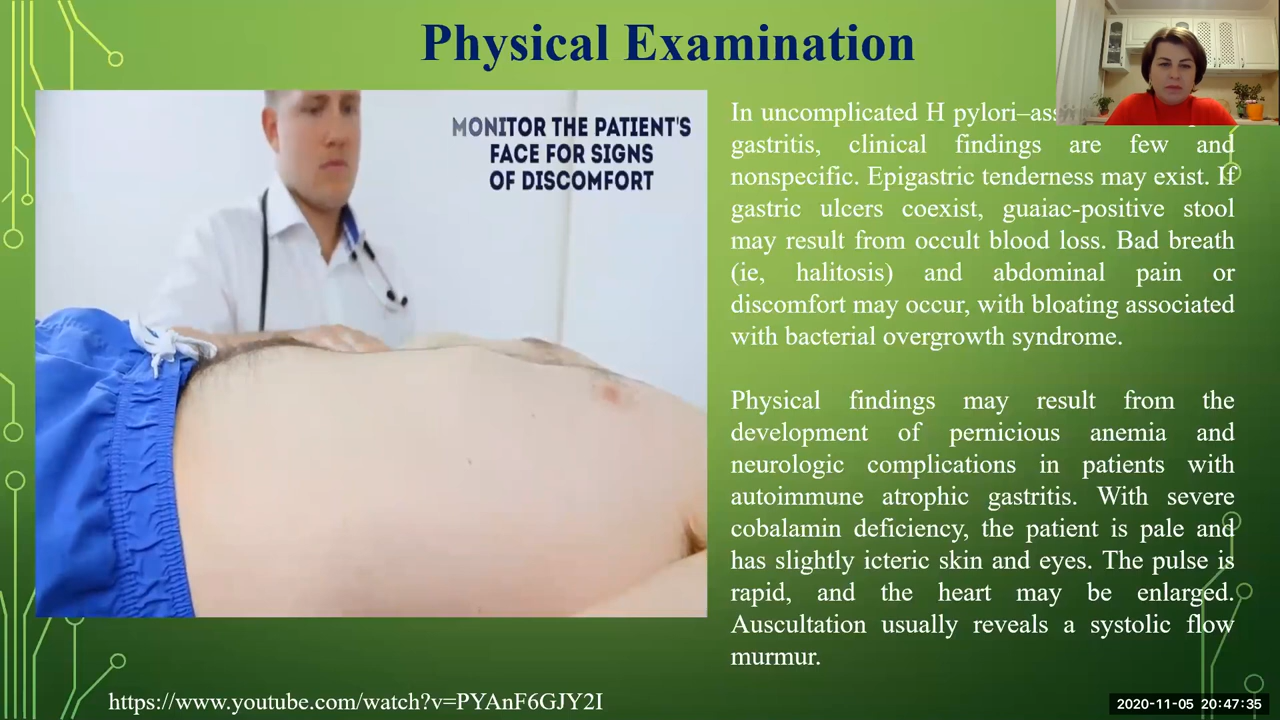 Physical Examination
MONITOR THE PATIENT'S
FACE FOR SIGNS
OF DISCOMFORT
In uncomplicated H pylori–
gastritis, clinical findings are few and
nonspecific. Epigastric tenderness may exist. If
gastric ulcers coexist, guaiac-positive stool
may result from occult blood loss. Bad breath
(ie, halitosis) and abdominal pain or
discomfort may occur, with bloating associated
with bacterial overgrowth syndrome.
Physical findings may result from the
development of pernicious anemia and
neurologic complications in patients with
autoimmune atrophic gastritis. With severe
cobalamin deficiency, the patient is pale and
has slightly icteric skin and eyes. The pulse is
rapid, and the heart may be enlarged.
Auscultation usually reveals a systolic flow
murmur.
https://www.youtube.com/watch?v=PYAnF6GJY2I
2020-11-05 20:47:35